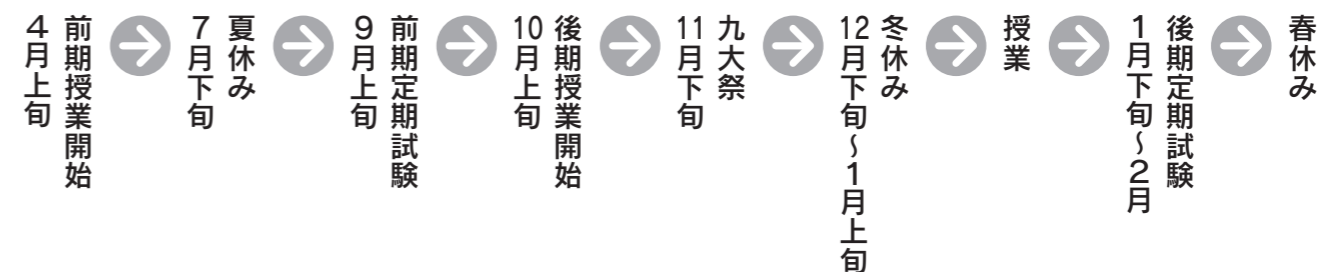 前期授業開始
4月上旬
夏休み
7月下旬
前期定期試験
9月上旬
後期授業開始
10月上旬
九大祭
11月下旬
冬休み
12月下旬~1月上旬
授業
後期定期試験
1月下旬~2月
春休み